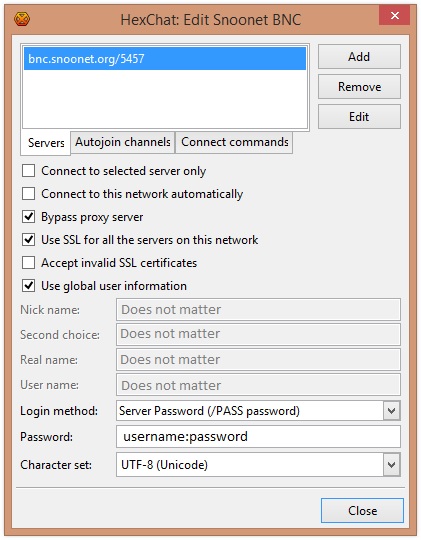 HexChat: Edit Snoonet BNC
bnc.snoonet.org/5457
Add
Remove
Edit
Servers Autojoin channels Connect commands
Connect to selected server only
Connect to this network automatically
Bypass proxy server
Use SSL for all the servers on this network
Accept invalid SSL certificates
Use global user information
Nick name: Does not matter
Second choice: Does not matter
Real name: Does not matter
User name: Does not matter
Login method: Server Password (/PASS password)
Password: username:password
Character set: UTF-8 (Unicode)
Close